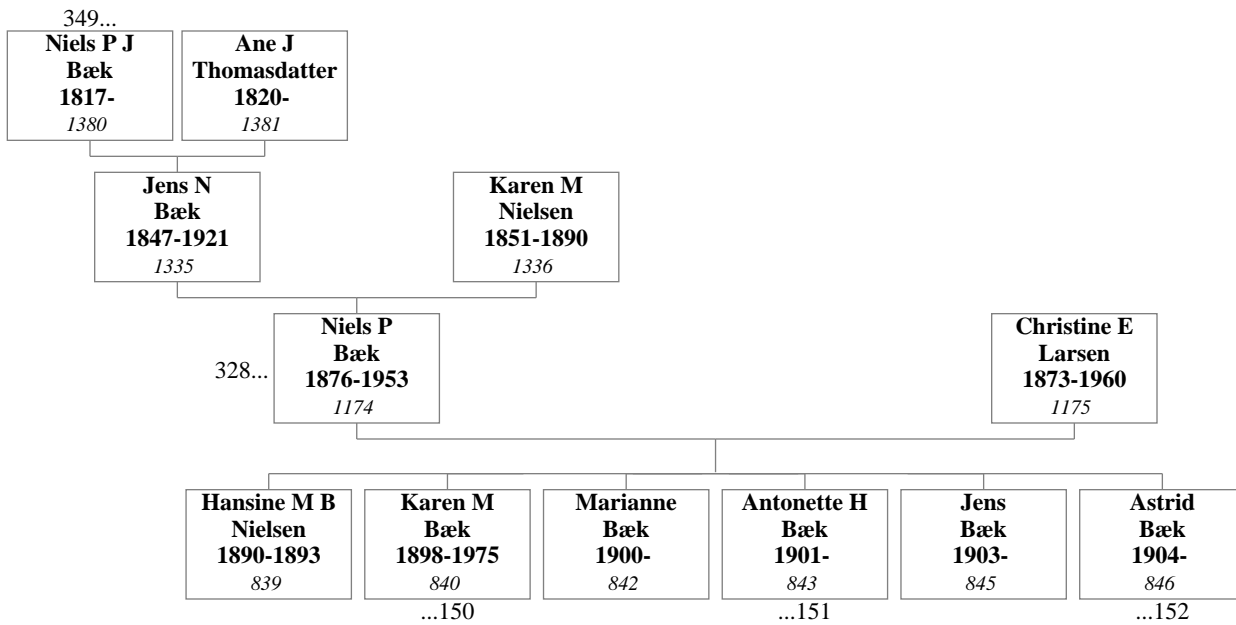 349...
Niels P J
Bæk
1817-
1380
Ane J
Thomasdatter
1820-
1381
Jens N
Bæk
1847-1921
1335
Karen M
Nielsen
1851-1890
1336
328...
Niels P
Bæk
1876-1953
1174
Christine E
Larsen
1873-1960
1175
Hansine M B
Nielsen
1890-1893
839
Karen M
Bæk
1898-1975
840
...150
Marianne
Bæk
1900-
842
Antonette H
Bæk
1901-
843
...151
Jens
Bæk
1903-
845
Astrid
Bæk
1904-
846
...152